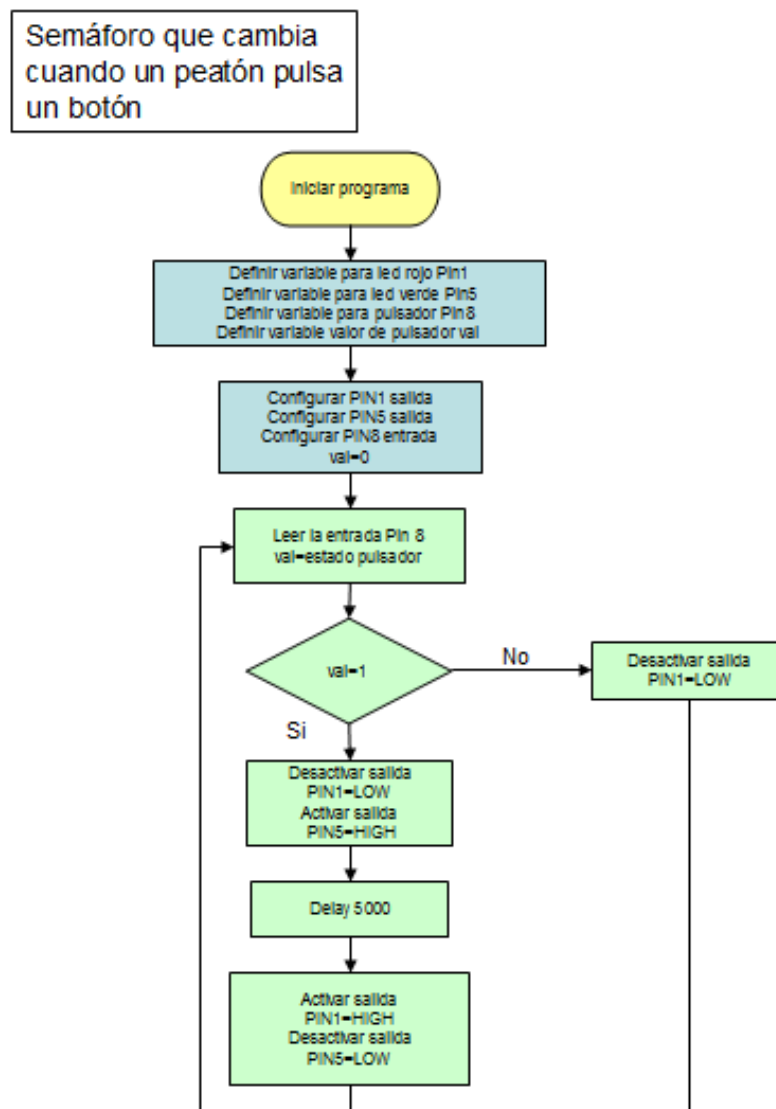 Semáforo que cambia
cuando un peatón pulsa
un botón
Iniciar programa
Definir variable para led rojo Pin1
Definir variable para led verde Pin5
Definir variable para pulsador Pin8
Definir variable valor de pulsador val
Configurar PIN1 salida
Configurar PIN5 salida
Configurar PIN8 entrada
val=0
Leer la entrada Pin 8
val=estado pulsador
val=1
No
Desactivar salida
PIN1=LOW
Si
Desactivar salida
PIN1=LOW
Activar salida
PIN5=HIGH
Delay 5000
Activar salida
PIN1=HIGH
Desactivar salida
PIN5=LOW